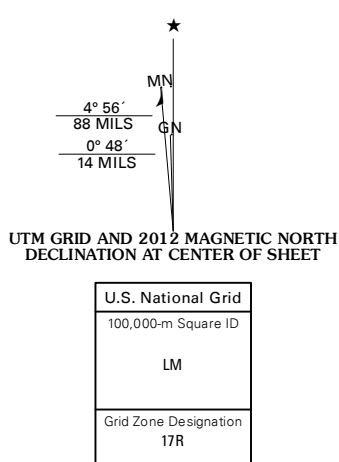 ★
MN
4° 56´
88 MILS
GN
0° 48´
14 MILS
UTM GRID AND 2012 MAGNETIC NORTH
DECLINATION AT CENTER OF SHEET
U.S. National Grid
100,000-m Square ID
LM
Grid Zone Designation
17R